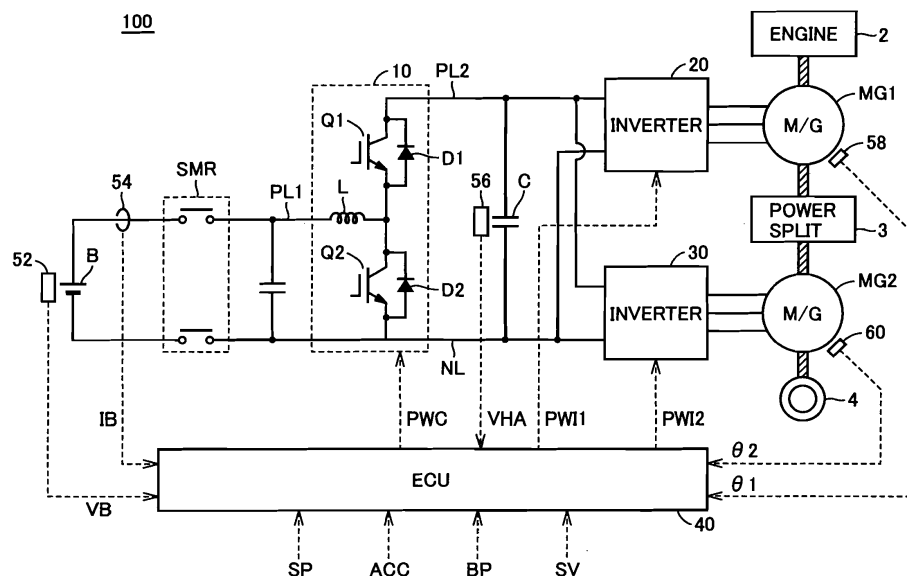 100
ENGINE
2
10
PL2
20
MG1
Q1
INVERTER
M/G
58
D1
SMR
54
PL1
L
56
C
POWER
SPLIT
3
52
B
Q2
30
MG2
D2
INVERTER
M/G
60
NL
4
IB
PWC
VHA
PWI1
PWI2
θ2
ECU
θ1
VB
40
SP
ACC
BP
SV